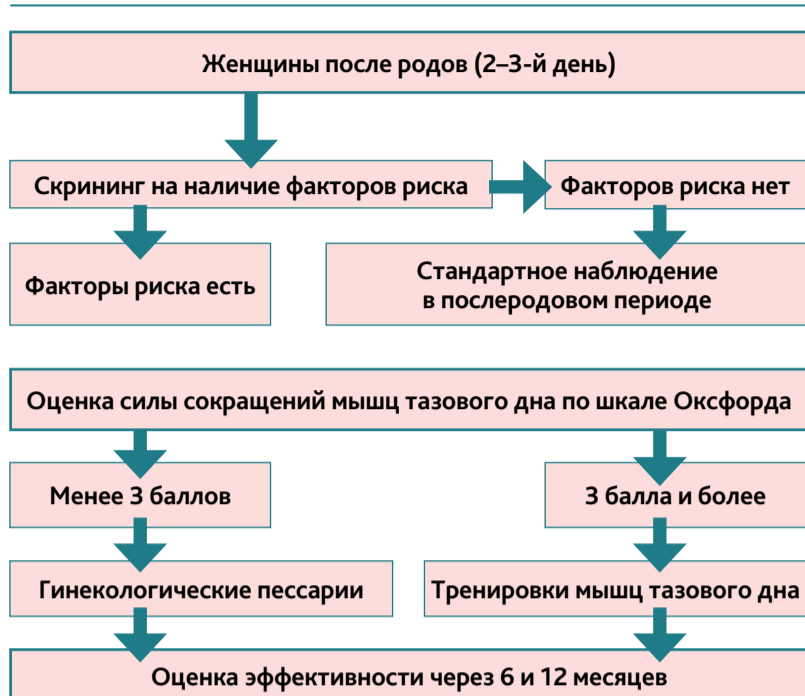 Женщины после родов (2–3-й день)
Скрининг на наличие факторов риска
Факторов риска нет
Факторы риска есть
Стандартное наблюдение
в послеродовом периоде
Оценка силы сокращений мышц тазового дна по шкале Оксфорда
Менее 3 баллов
3 балла и более
Гинекологические пессарии
Тренировки мышц тазового дна
Оценка эффективности через 6 и 12 месяцев